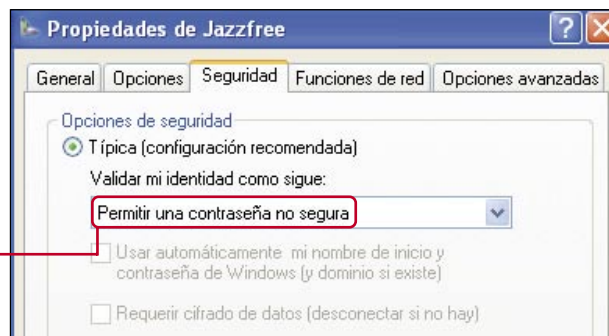 Propiedades de Jazzfree
General Opciones Seguridad Funciones de red Opciones avanzadas
Opciones de seguridad
Típica (configuración recomendada)
Validar mi identidad como sigue:
Permitir una contraseña no segura
Usar automáticamente mi nombre de inicio y
contraseña de Windows (y dominio si existe)
Requerir cifrado de datos (desconectar si no hay)